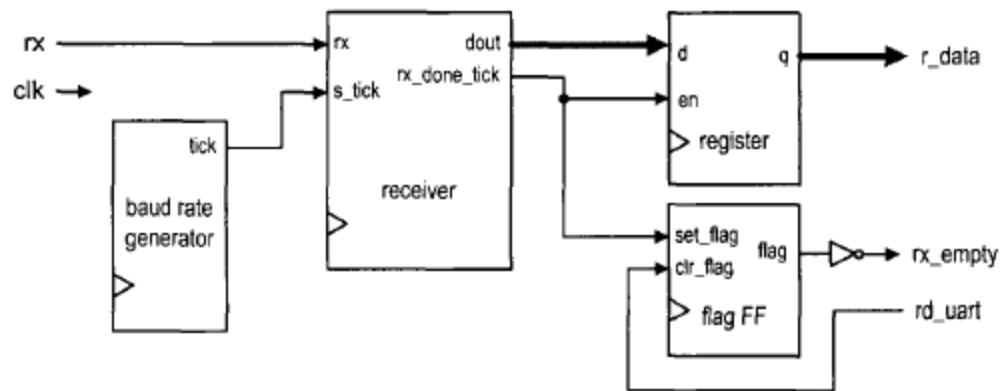 rx
clk
tick
baud rate
generator
rx
s_tick
dout
rx_done_tick
receiver
d
q
en
register
r_data
set_flag
clr_flag
flag
flag FF
rx_empty
rd_uart